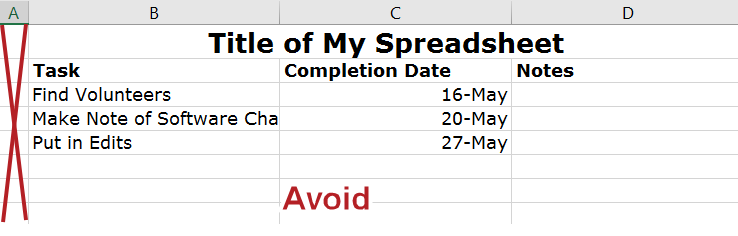 A B C D
Title of My Spreadsheet
Task Completion Date Notes
Find Volunteers 16-May
Make Note of Software Cha 20-May
Put in Edits 27-May
Avoid